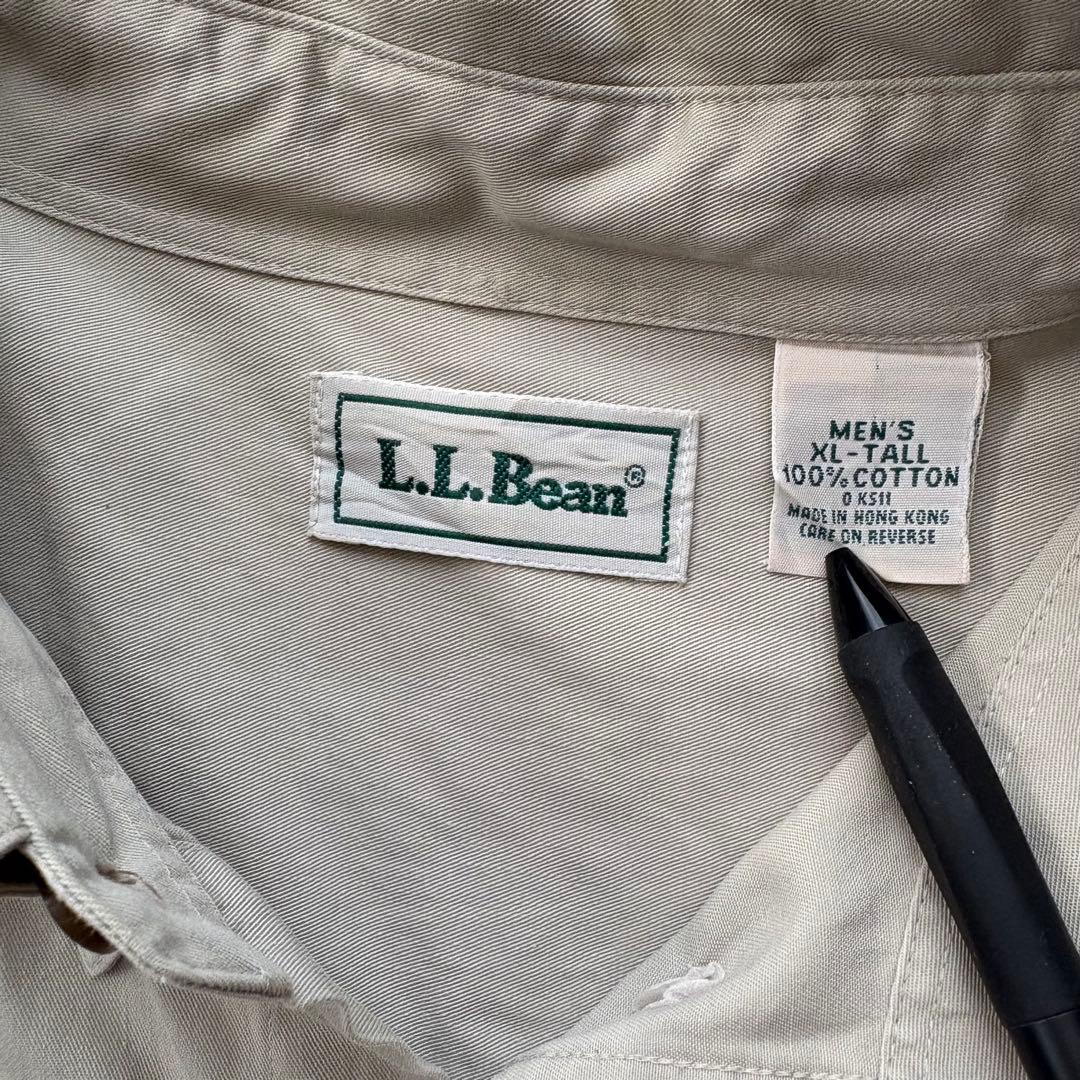 L.L.Bean®
MEN'S
XL-TALL
100% COTTON
0 KS11
MADE IN HONG KONG
CARE ON REVERSE